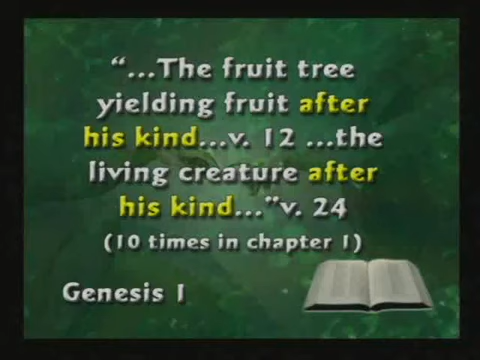 “...The fruit tree
yielding fruit after
his kind...v. 12 ...the
living creature after
his kind...”v. 24
(10 times in chapter 1)
Genesis 1